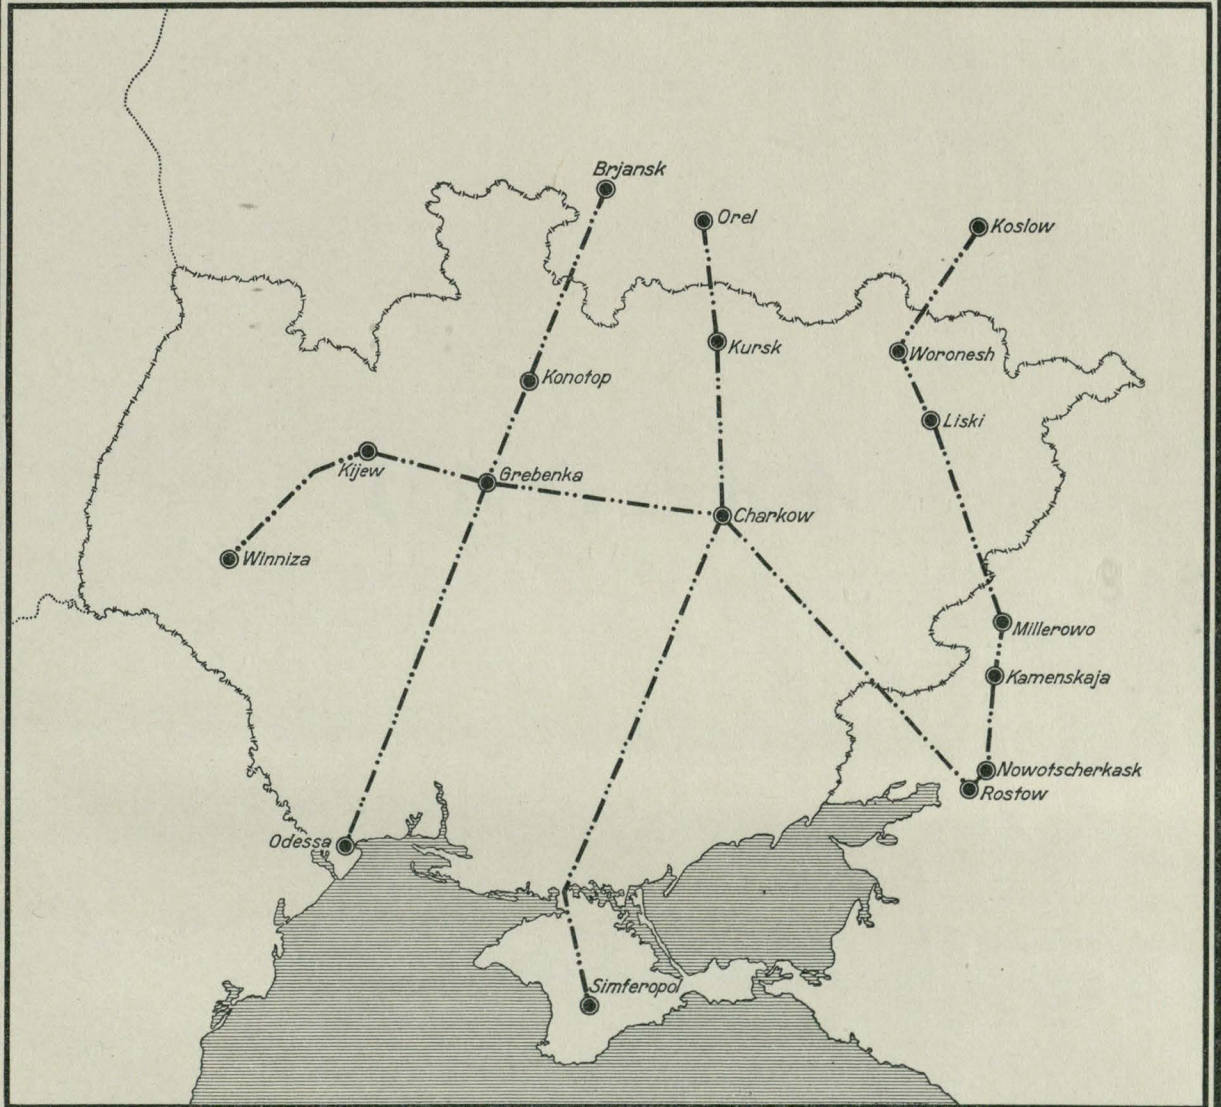 Brjansk
Orel
Koslow
Kursk
Woronesh
Konotop
Liski
Kijew
Grebenka
Charkow
Winniza
Millerowo
Kamenskaja
Nowotscherkask
Rostow
Odessa
Simferopol